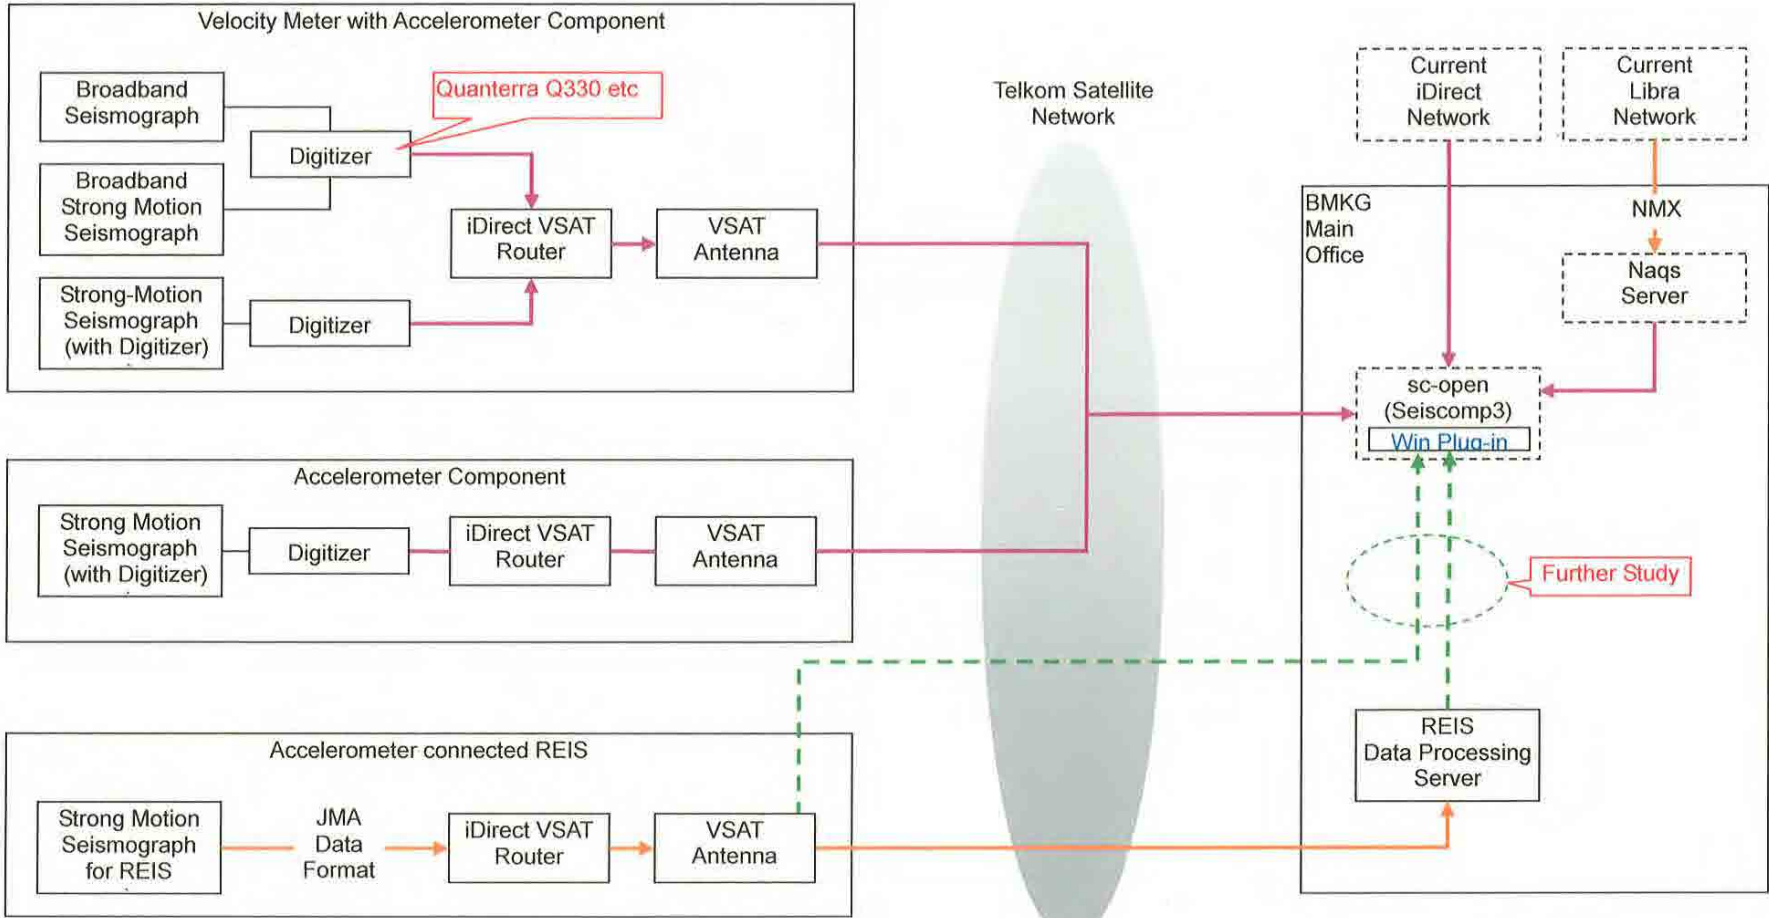 Velocity Meter with Accelerometer Component
Broadband
Seismograph
Quanterra Q330 etc
Digitizer
Broadband
Strong Motion
Seismograph
iDirect VSAT
Router
VSAT
Antenna
Strong-Motion
Seismograph
(with Digitizer)
Digitizer
Telkom Satellite
Network
Current
iDirect
Network
Current
Libra
Network
BMKG
Main
Office
NMX
Naqs
Server
sc-open
(Seiscomp3)
Win Plug-in
Accelerometer Component
Strong Motion
Seismograph
(with Digitizer)
Digitizer
iDirect VSAT
Router
VSAT
Antenna
Further Study
Accelerometer connected REIS
Strong Motion
Seismograph
for REIS
JMA
Data
Format
iDirect VSAT
Router
VSAT
Antenna
REIS
Data Processing
Server